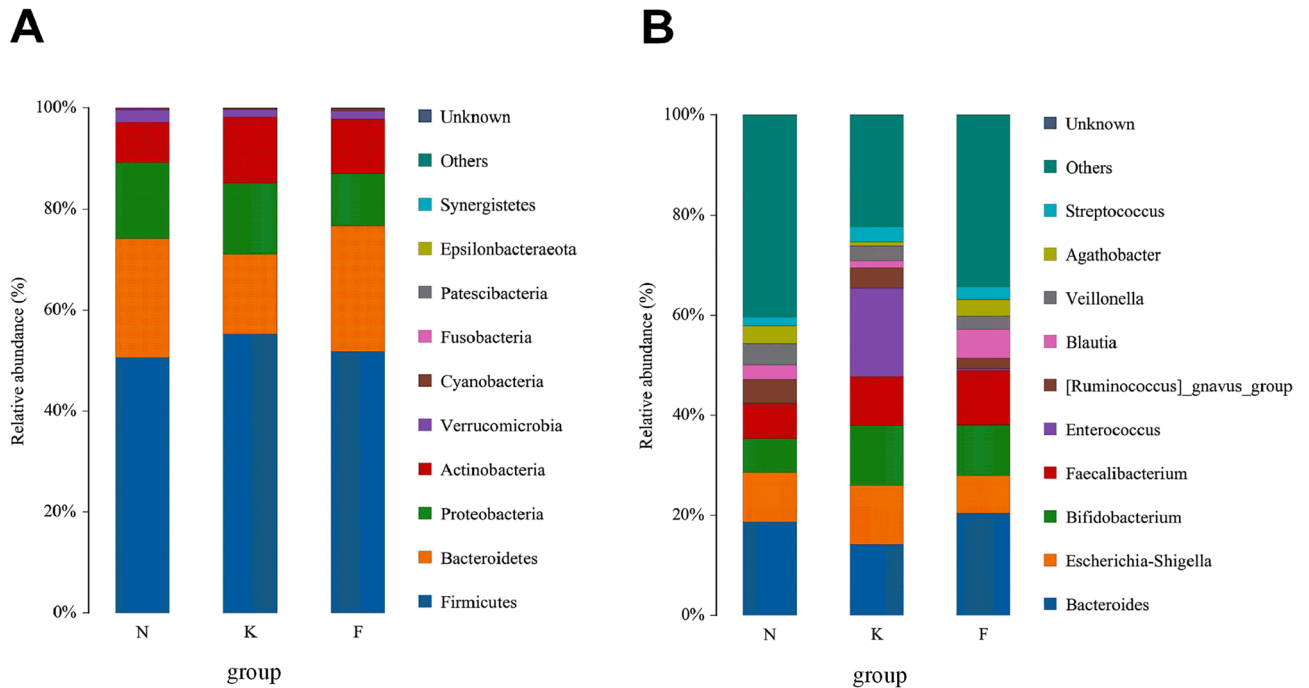 A
Relative abundance (%)
100%
80%
60%
40%
20%
0%
N K F
group
Unknown
Others
Synergistetes
Epsilonbacteraeota
Patescibacteria
Fusobacteria
Cyanobacteria
Verrucomicrobia
Actinobacteria
Proteobacteria
Bacteroidetes
Firmicutes
B
Relative abundance (%)
100%
80%
60%
40%
20%
0%
N K F
group
Unknown
Others
Streptococcus
Agathobacter
Veillonella
Blautia
[Ruminococcus]_gnavus_group
Enterococcus
Faecalibacterium
Bifidobacterium
Escherichia-Shigella
Bacteroides